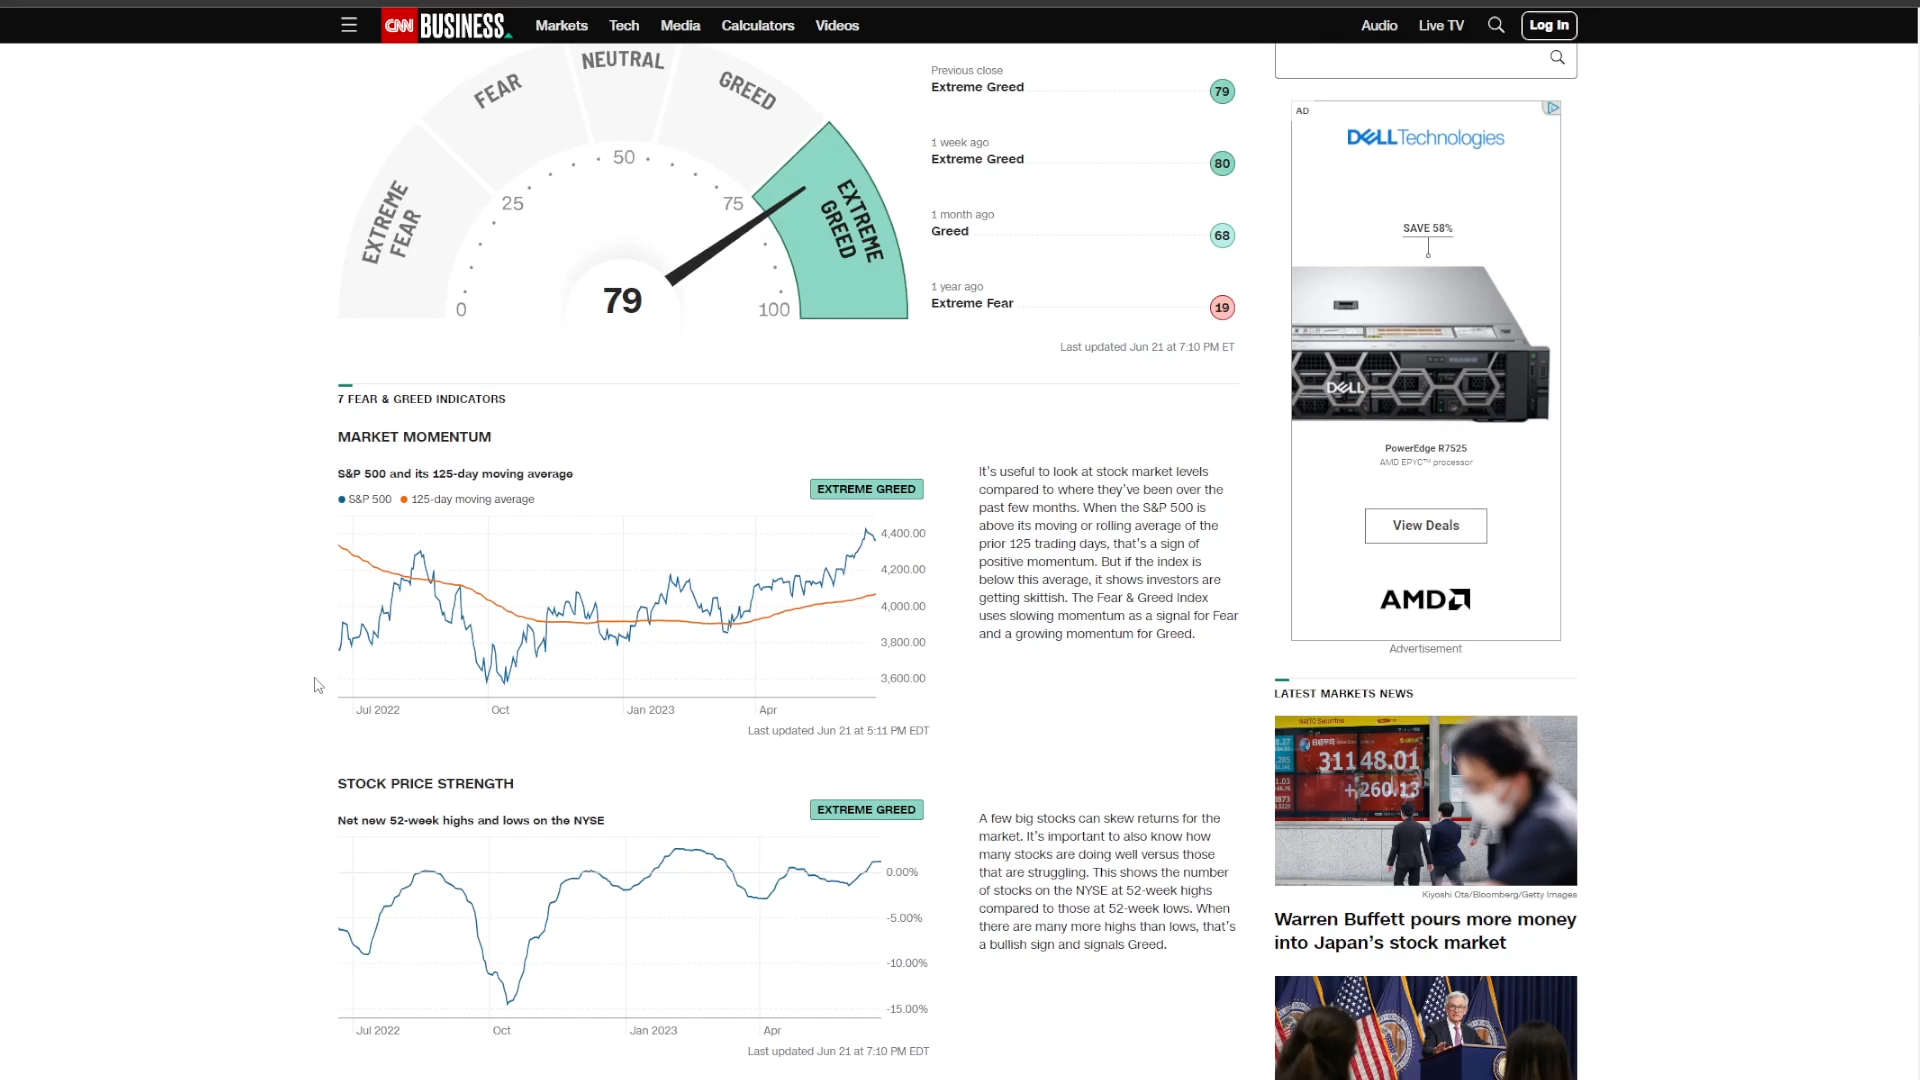 CNN BUSINESS
Markets
Tech
Media
Calculators
Videos
Audio
Live TV
Log In
EXTREME
FEAR
FEAR
NEUTRAL
GREED
EXTREME
GREED
0
25
50
75
100
79
Previous close
Extreme Greed
79
1 week ago
Extreme Greed
80
1 month ago
Greed
68
1 year ago
Extreme Fear
19
Last updated Jun 21 at 7:10 PM ET
7 FEAR & GREED INDICATORS
MARKET MOMENTUM
S&P 500 and its 125-day moving average
S&P 500
125-day moving average
EXTREME GREED
4,400.00
4,200.00
4,000.00
3,800.00
3,600.00
Jul 2022
Oct
Jan 2023
Apr
Last updated Jun 21 at 5:11 PM EDT
It's useful to look at stock market levels
compared to where they've been over the
past few months. When the S&P 500 is
above its moving or rolling average of the
prior 125 trading days, that's a sign of
positive momentum. But if the index is
below this average, it shows investors are
getting skittish. The Fear & Greed Index
uses slowing momentum as a signal for Fear
and a growing momentum for Greed.
STOCK PRICE STRENGTH
Net new 52-week highs and lows on the NYSE
EXTREME GREED
0.00%
-5.00%
-10.00%
-15.00%
Jul 2022
Oct
Jan 2023
Apr
Last updated Jun 21 at 7:10 PM EDT
A few big stocks can skew returns for the
market. It's important to also know how
many stocks are doing well versus those
that are struggling. This shows the number
of stocks on the NYSE at 52-week highs
compared to those at 52-week lows. When
there are many more highs than lows, that's
a bullish sign and signals Greed.
AD
DELL Technologies
SAVE 58%
DELL
PowerEdge R7525
AMD EPYC™ processor
View Deals
AMD
Advertisement
LATEST MARKETS NEWS
31148.01
+260.13
Kiyoshi Ota/Bloomberg/Getty Images
Warren Buffett pours more money
into Japan's stock market